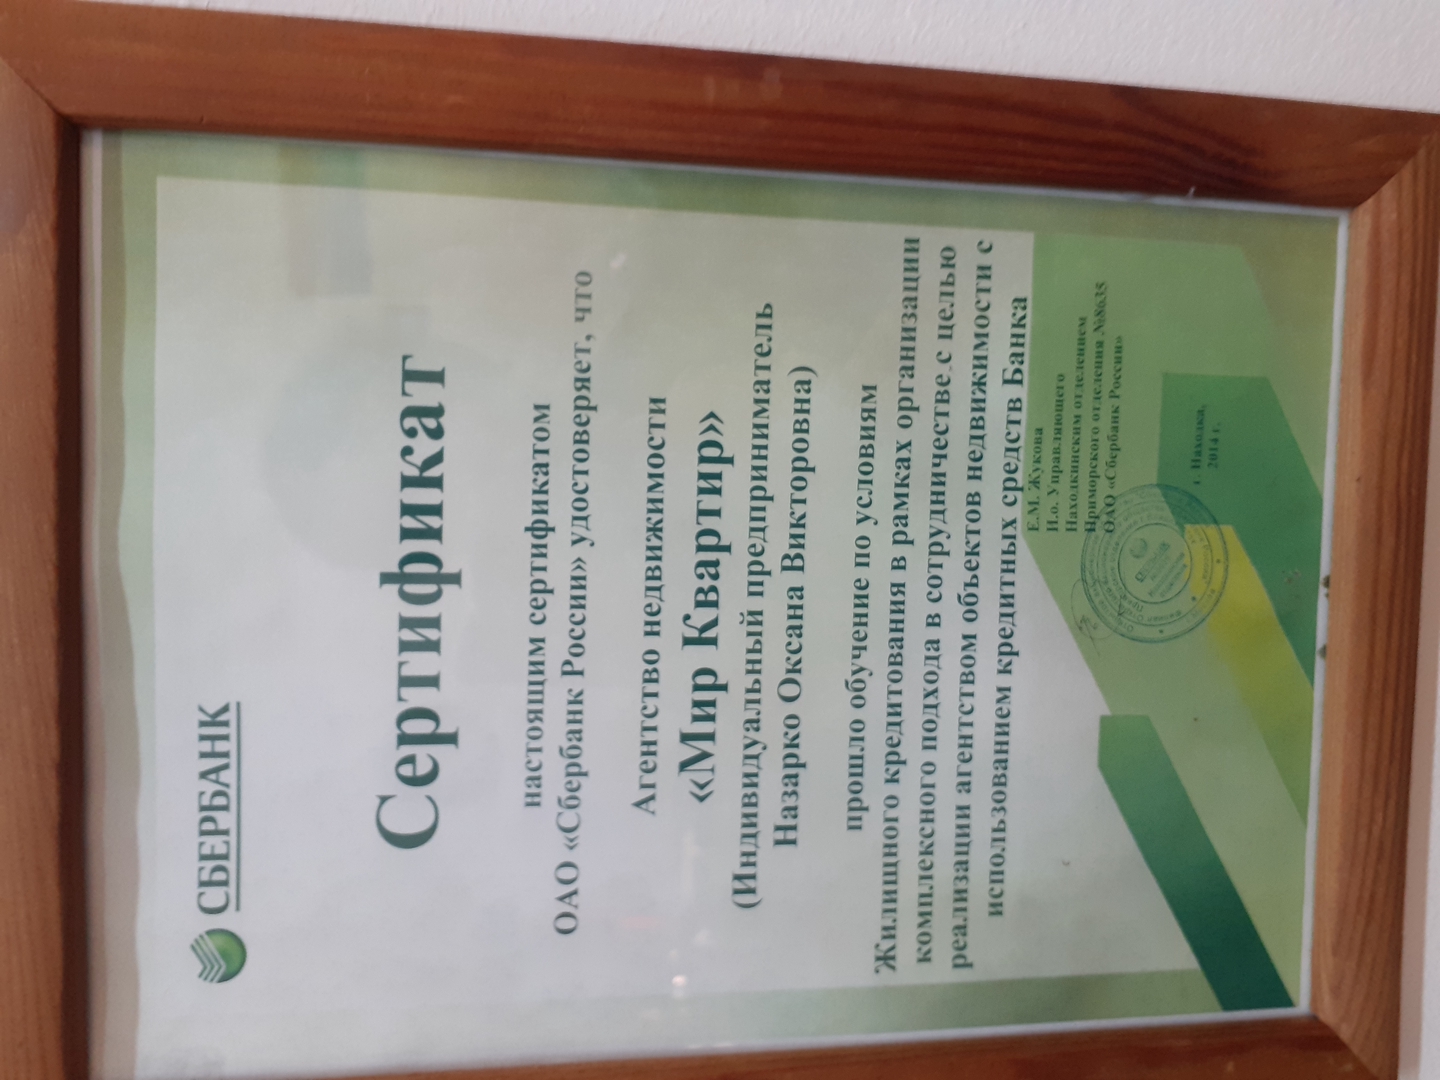 СБЕРБАНК
Сертификат
настоящим сертификатом
ОАО «Сбербанк России» удостоверяет, что
Агентство недвижимости
«Мир Квартир»
(Индивидуальный предприниматель
Назарко Оксана Викторовна)
прошло обучение по условиям
Жилищного кредитования в рамках организации
комплексного подхода в сотрудничестве с целью
реализации агентством объектов недвижимости с
использованием кредитных средств Банка
Е.М. Жукова
И.о. Управляющего
Находкинским отделением
Приморского отделения №8635
ОАО «Сбербанк России»
г. Находка,
2014 г.